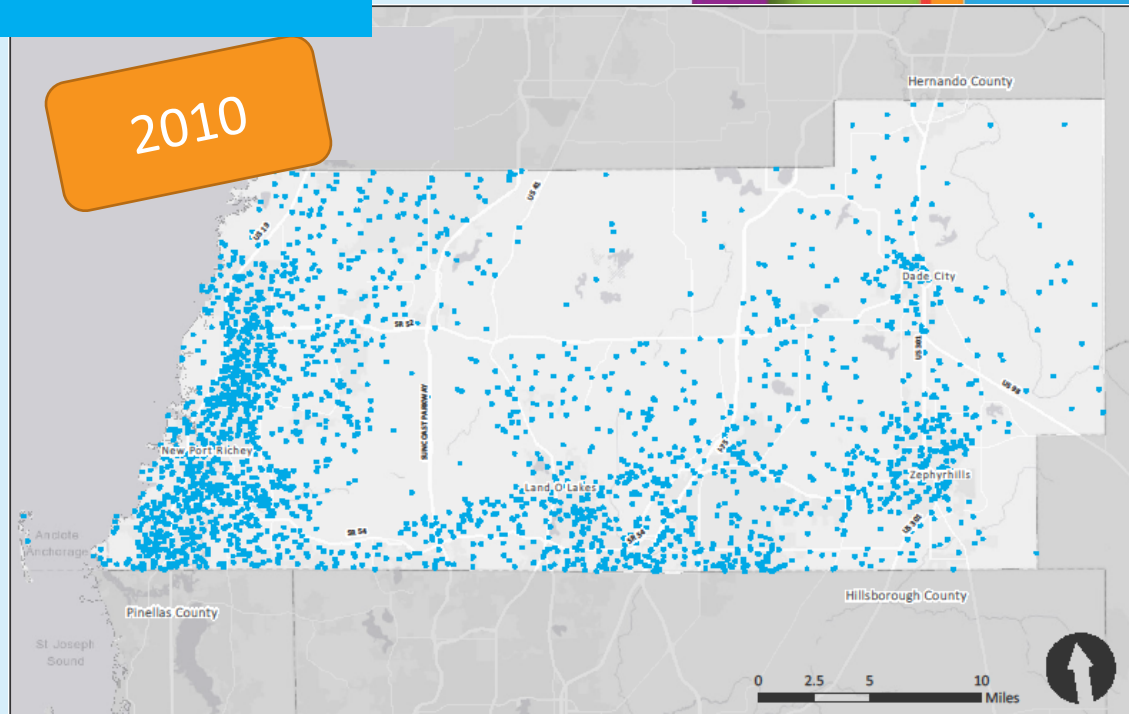 2010
Hernando County
US 41
US 19
Dade City
SR 52
US 301
US 98
SUNCOAST PARKWAY
New Port Richey
I-75
Zephyrhills
Land O' Lakes
US 301
SR 54
SR 54
Anclote
Anchorage
Hillsborough County
Pinellas County
St Joseph
Sound
0 2.5 5 10
Miles